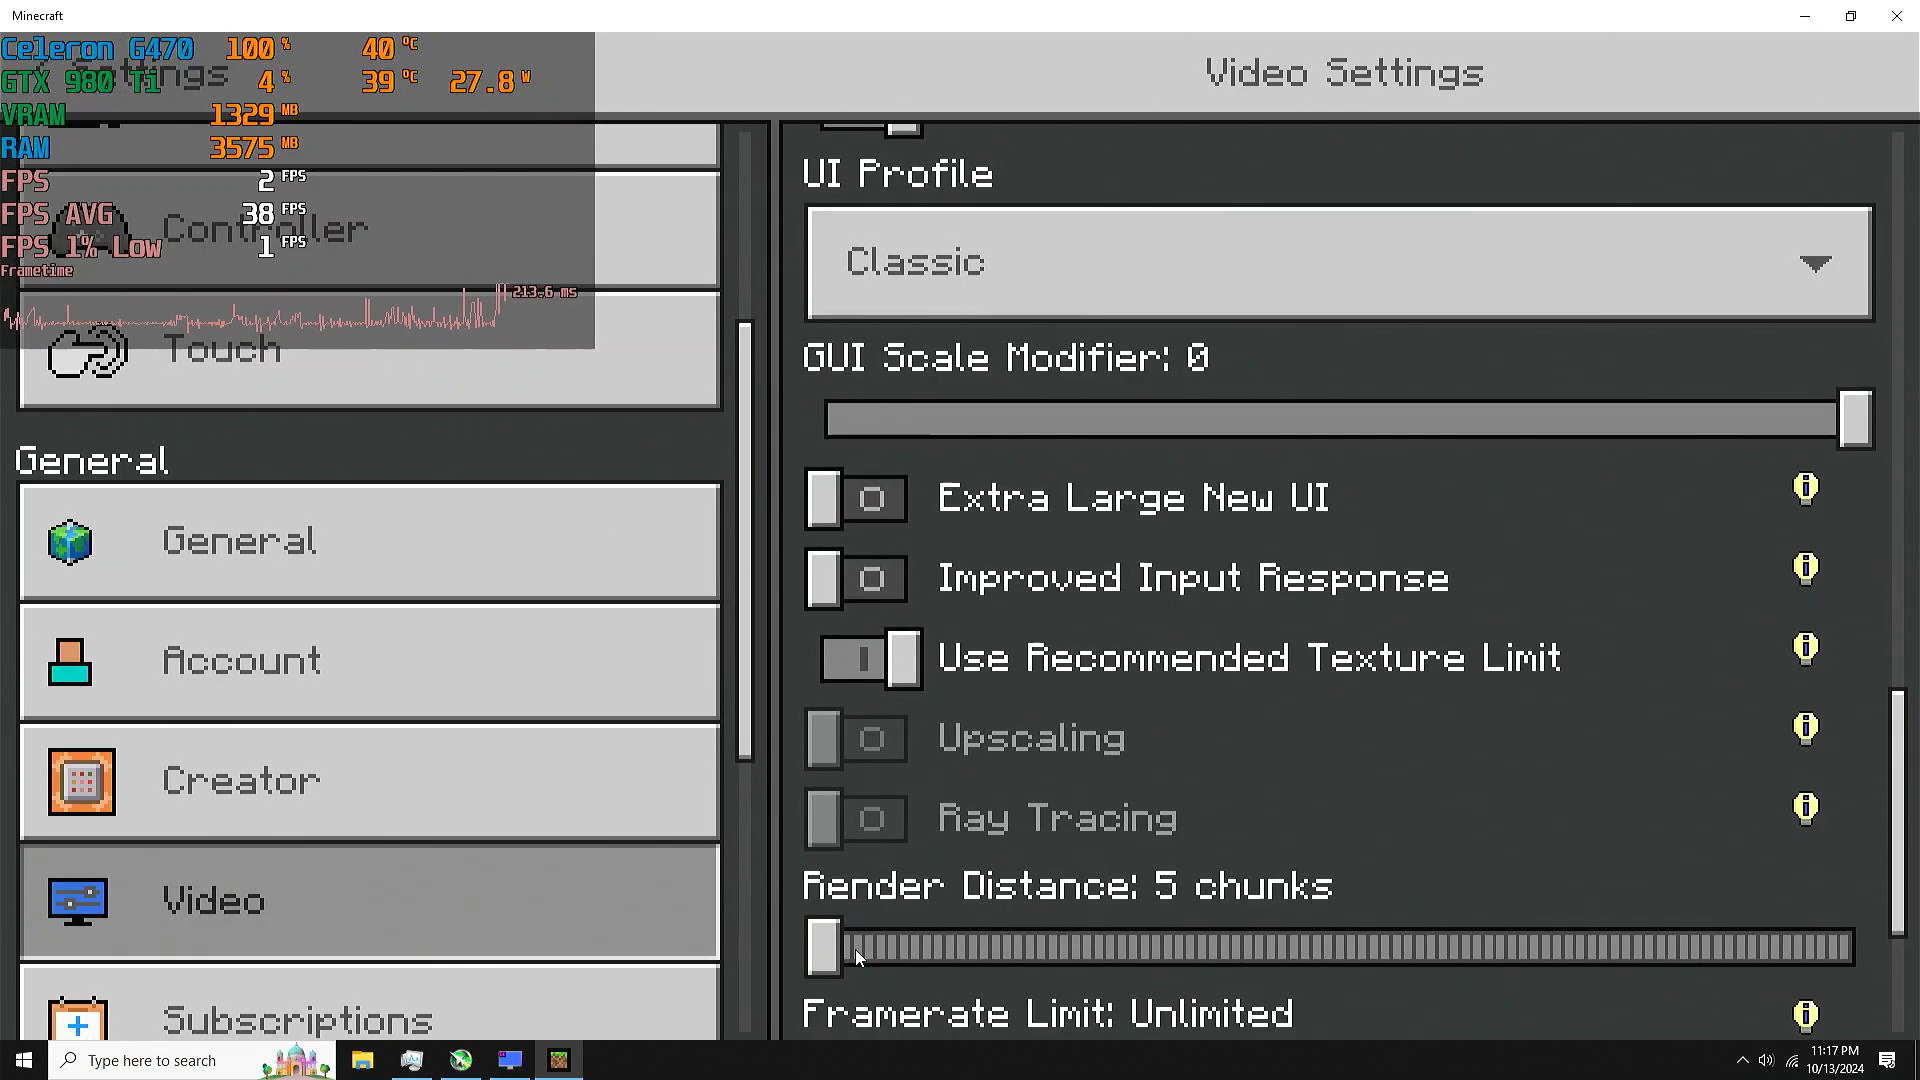 Minecraft
Celeron G470 100 % 40 °C
GTX 980 Ti 4 % 39 °C 27.8 W
VRAM 1329 MB
RAM 3575 MB
FPS 2 FPS
FPS AVG 38 FPS
FPS 1% Low 1 FPS
Frametime
213.6 ms
Settings
Controller
Touch
General
General
Account
Creator
Video
Subscriptions
Video Settings
UI Profile
Classic
GUI Scale Modifier: 0
Extra Large New UI
Improved Input Response
Use Recommended Texture Limit
Upscaling
Ray Tracing
Render Distance: 5 chunks
Framerate Limit: Unlimited
Type here to search
11:17 PM
10/13/2024